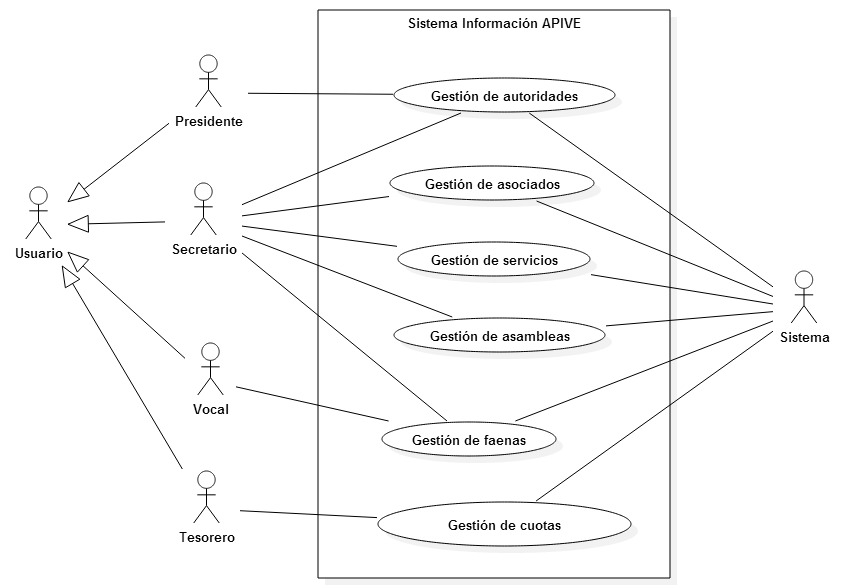 Sistema Información APIVE
Presidente
Gestión de autoridades
Gestión de asociados
Usuario
Secretario
Gestión de servicios
Gestión de asambleas
Sistema
Vocal
Gestión de faenas
Tesorero
Gestión de cuotas